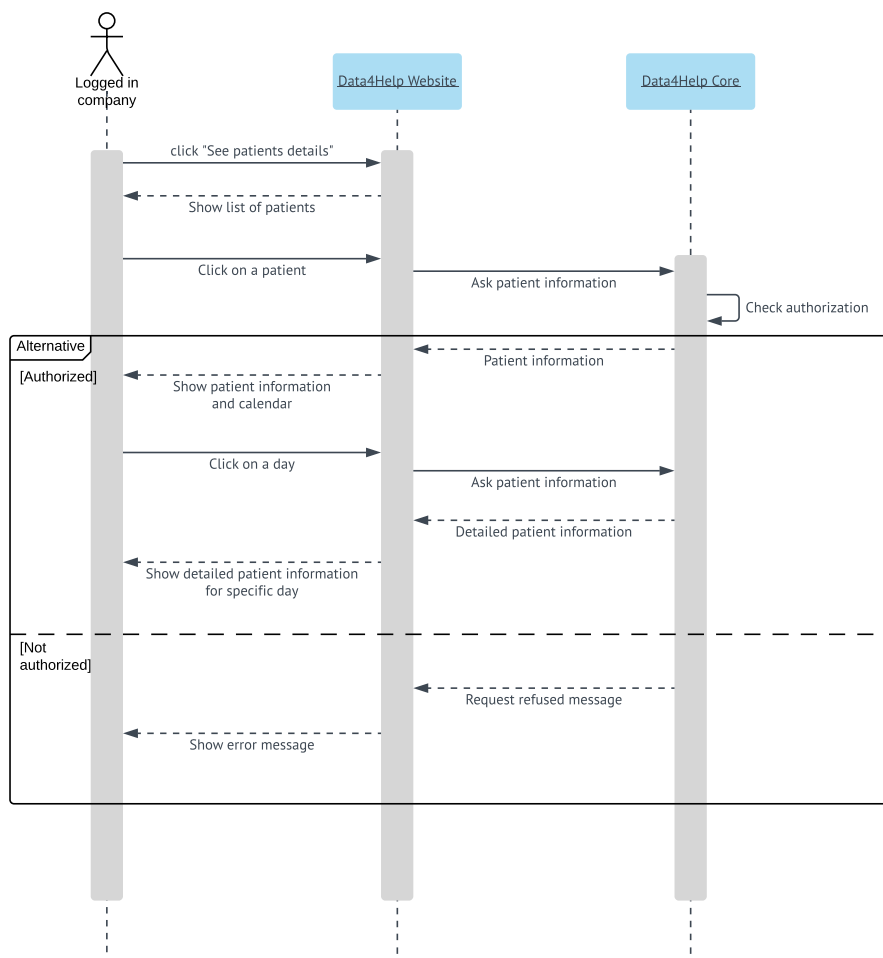 Logged in
company
Data4Help Website
Data4Help Core
click "See patients details"
Show list of patients
Click on a patient
Ask patient information
Check authorization
Alternative
Patient information
[Authorized]
Show patient information
and calendar
Click on a day
Ask patient information
Detailed patient information
Show detailed patient information
for specific day
[Not
authorized]
Request refused message
Show error message